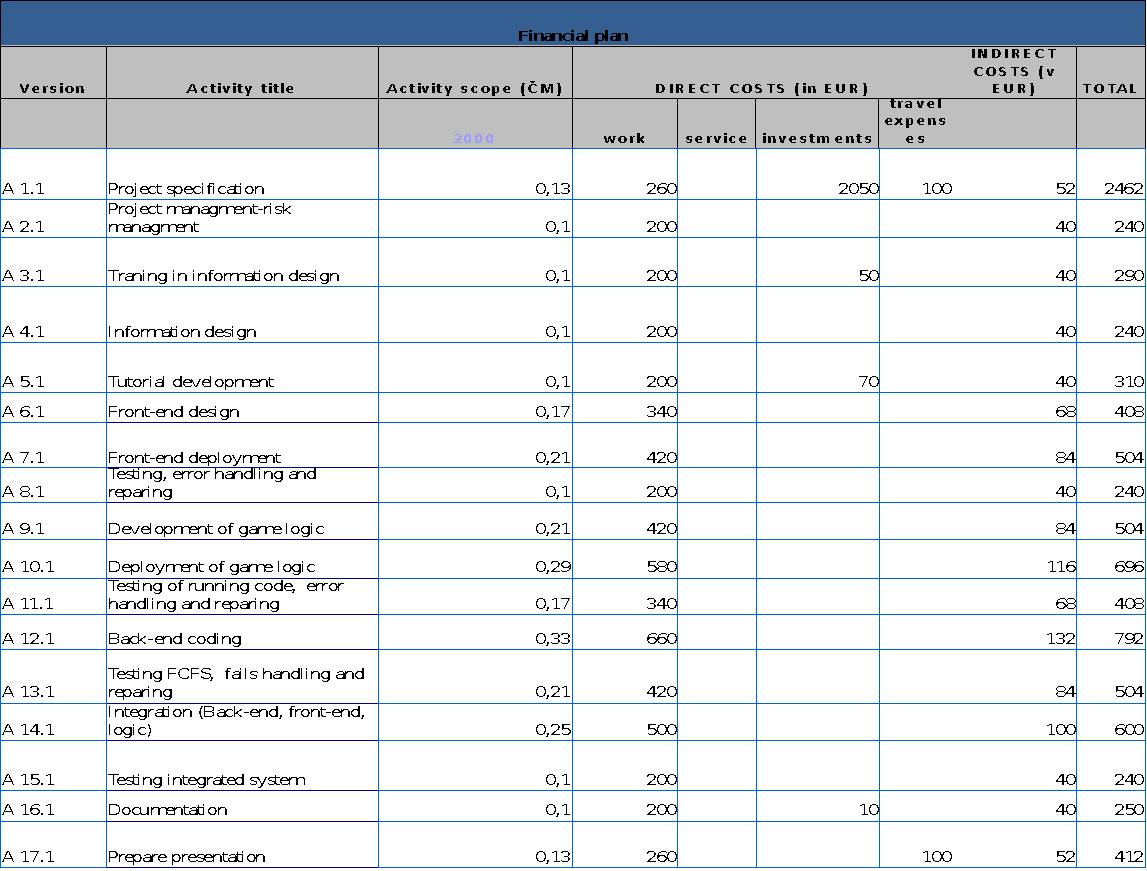 Financial plan
Version Activity title Activity scope (ČM) DIRECT COSTS (in EUR) INDIRECT COSTS (v EUR) TOTAL
2000 work service investments travel expens es
A 1.1 Project specification 0,13 260 2050 100 52 2462
A 2.1 Project managment-risk managment 0,1 200 40 240
A 3.1 Traning in information design 0,1 200 50 40 290
A 4.1 Information design 0,1 200 40 240
A 5.1 Tutorial development 0,1 200 70 40 310
A 6.1 Front-end design 0,17 340 68 408
A 7.1 Front-end deployment 0,21 420 84 504
A 8.1 Testing, error handling and reparing 0,1 200 40 240
A 9.1 Development of game logic 0,21 420 84 504
A 10.1 Deployment of game logic 0,29 580 116 696
A 11.1 Testing of running code, error handling and reparing 0,17 340 68 408
A 12.1 Back-end coding 0,33 660 132 792
A 13.1 Testing FCFS, fails handling and reparing 0,21 420 84 504
A 14.1 Integration (Back-end, front-end, logic) 0,25 500 100 600
A 15.1 Testing integrated system 0,1 200 40 240
A 16.1 Documentation 0,1 200 10 40 250
A 17.1 Prepare presentation 0,13 260 100 52 412